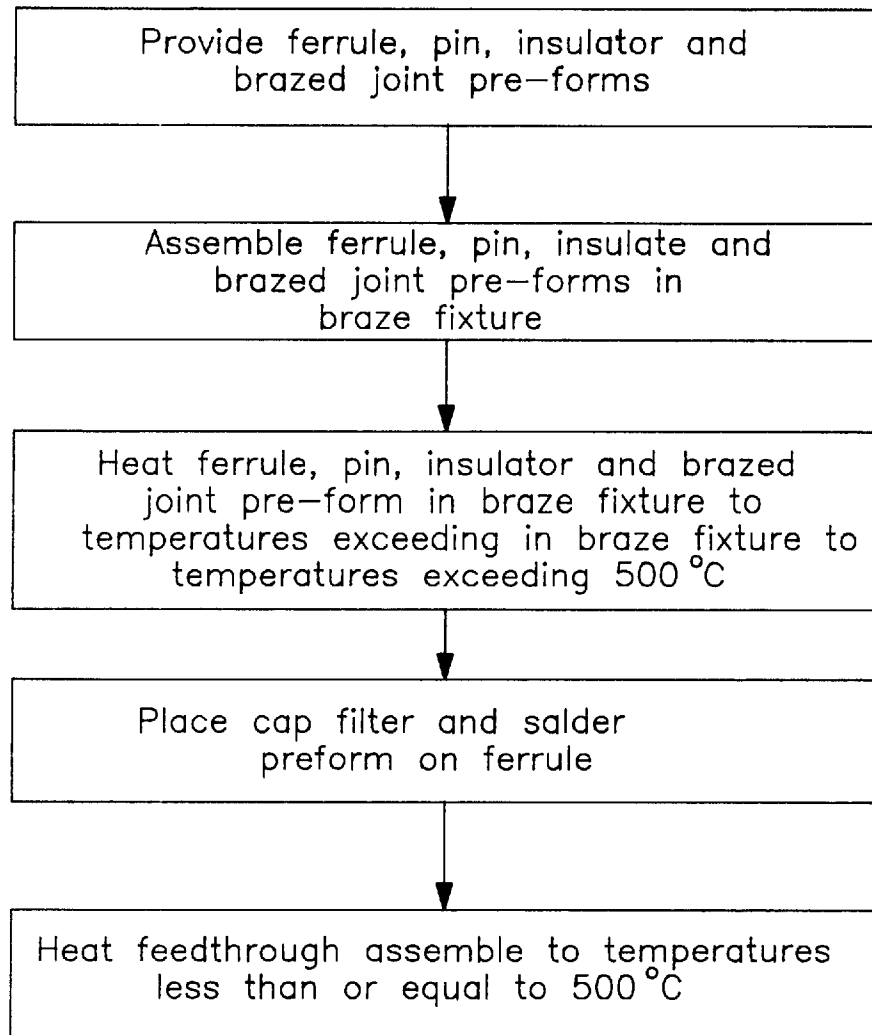 Provide ferrule, pin, insulator and
brazed joint pre-forms
Assemble ferrule, pin, insulate and
brazed joint pre-forms in
braze fixture
Heat ferrule, pin, insulator and brazed
joint pre-form in braze fixture to
temperatures exceeding in braze fixture to
temperatures exceeding 500 °C
Place cap filter and salder
preform on ferrule
Heat feedthrough assemble to temperatures
less than or equal to 500 °C